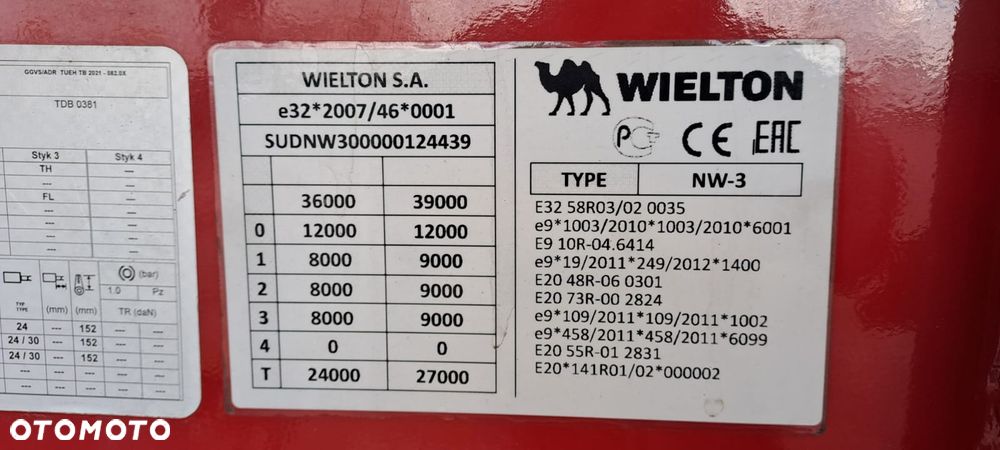 GGVS/ADR TUEH TB 2021 - 082.0X
TDB 0381
Styk 3 Styk 4
TH ---
--- ---
FL ---
--- ---
--- ---
--- ---
(bar)
TYP
TYPE (mm) (mm) 1.0 Pz
TR (daN)
24 --- 152 --- ---
24 / 30 --- 152 --- ---
24 / 30 --- 152 --- ---
--- --- --- --- ---
WIELTON S.A.
e32*2007/46*0001
SUDNW300000124439
36000 39000
0 12000 12000
1 8000 9000
2 8000 9000
3 8000 9000
4 0 0
T 24000 27000
WIELTON
PC CE EAC
TYPE NW-3
E32 58R03/02 0035
e9*1003/2010*1003/2010*6001
E9 10R-04.6414
e9*19/2011*249/2012*1400
E20 48R-06 0301
E20 73R-00 2824
e9*109/2011*109/2011*1002
e9*458/2011*458/2011*6099
E20 55R-01 2831
E20*141R01/02*000002
OTOMOTO